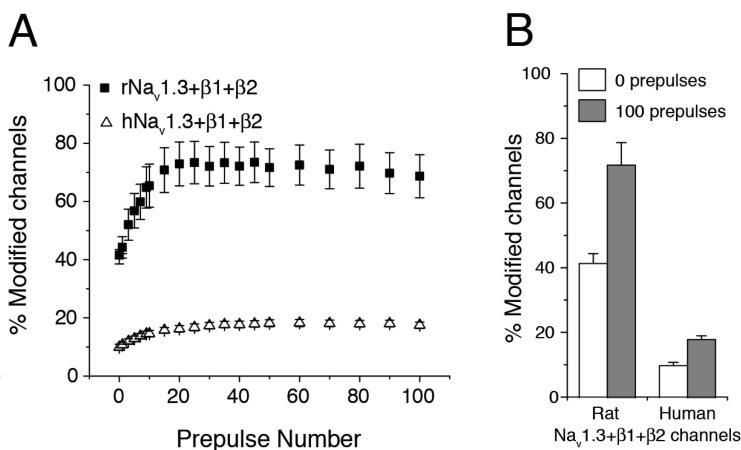 A
% Modified channels
100
80
60
40
20
0
rNaᵥ1.3+β1+β2
hNaᵥ1.3+β1+β2
0 20 40 60 80 100
Prepulse Number
B
% Modified channels
100
80
60
40
20
0
0 prepulses
100 prepulses
Rat Human
Naᵥ1.3+β1+β2 channels